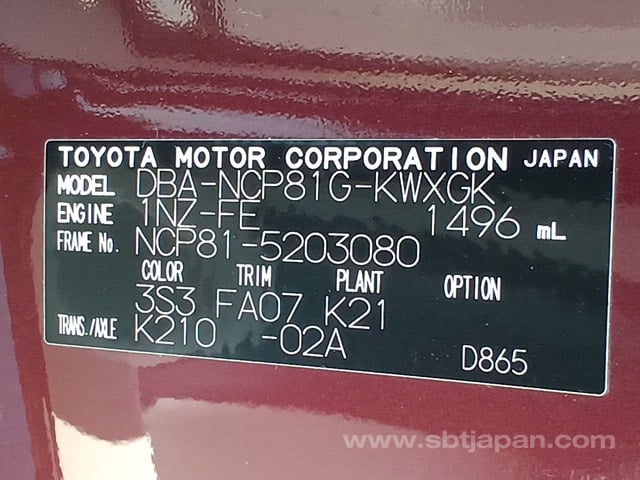 TOYOTA MOTOR CORPORATION JAPAN
MODEL DBA-NCP81G-KWXGK
ENGINE 1NZ-FE 1496 mL
FRAME No. NCP81-5203080
COLOR TRIM PLANT OPTION
3S3 FA07 K21
TRANS./AXLE K210 -02A D865
www.sbtjapan.com